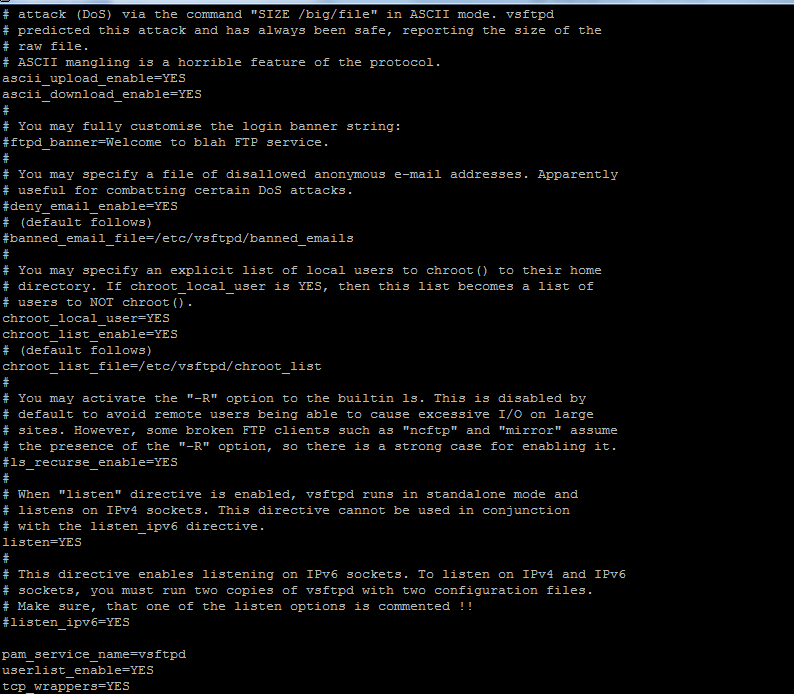 # attack (DoS) via the command "SIZE /big/file" in ASCII mode. vsftpd
# predicted this attack and has always been safe, reporting the size of the
# raw file.
# ASCII mangling is a horrible feature of the protocol.
ascii_upload_enable=YES
ascii_download_enable=YES
#
# You may fully customise the login banner string:
#ftpd_banner=Welcome to blah FTP service.
#
# You may specify a file of disallowed anonymous e-mail addresses. Apparently
# useful for combatting certain DoS attacks.
#deny_email_enable=YES
# (default follows)
#banned_email_file=/etc/vsftpd/banned_emails
#
# You may specify an explicit list of local users to chroot() to their home
# directory. If chroot_local_user is YES, then this list becomes a list of
# users to NOT chroot().
chroot_local_user=YES
chroot_list_enable=YES
# (default follows)
chroot_list_file=/etc/vsftpd/chroot_list
#
# You may activate the "-R" option to the builtin ls. This is disabled by
# default to avoid remote users being able to cause excessive I/O on large
# sites. However, some broken FTP clients such as "ncftp" and "mirror" assume
# the presence of the "-R" option, so there is a strong case for enabling it.
#ls_recurse_enable=YES
#
# When "listen" directive is enabled, vsftpd runs in standalone mode and
# listens on IPv4 sockets. This directive cannot be used in conjunction
# with the listen_ipv6 directive.
listen=YES
#
# This directive enables listening on IPv6 sockets. To listen on IPv4 and IPv6
# sockets, you must run two copies of vsftpd with two configuration files.
# Make sure, that one of the listen options is commented !!
#listen_ipv6=YES

pam_service_name=vsftpd
userlist_enable=YES
tcp_wrappers=YES